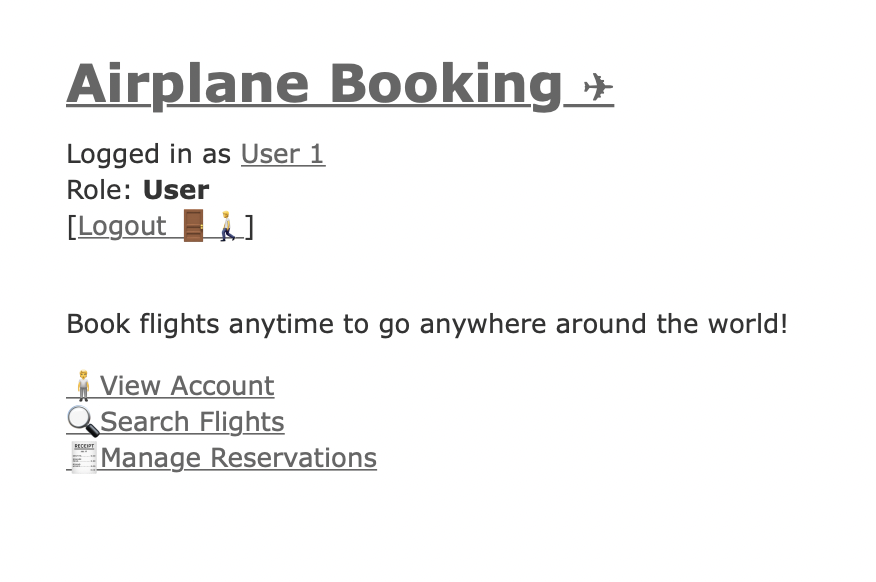 Airplane Booking ✈
Logged in as User 1
Role: User
[Logout 🚪🚶]
Book flights anytime to go anywhere around the world!
🧍View Account
🔍Search Flights
🧾Manage Reservations